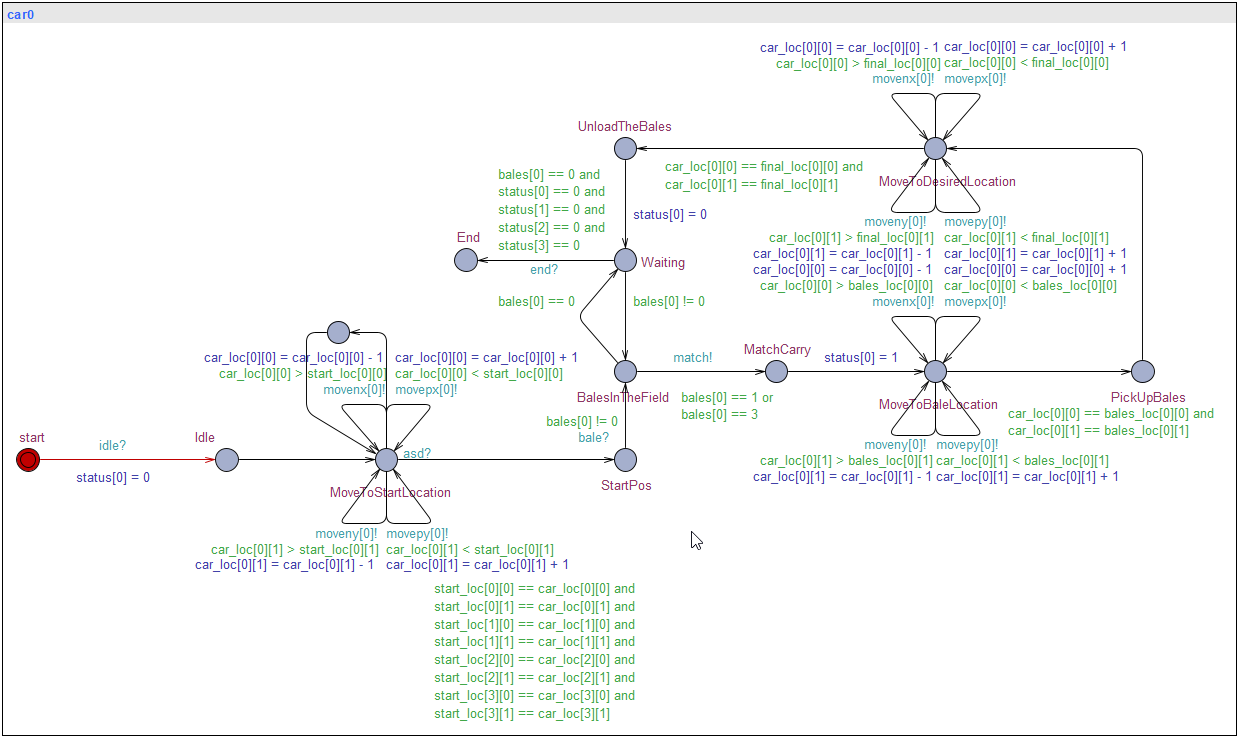 car0
car_loc[0][0] = car_loc[0][0] - 1 car_loc[0][0] = car_loc[0][0] + 1
car_loc[0][0] > final_loc[0][0] car_loc[0][0] < final_loc[0][0]
movenx[0]! movepx[0]!
UnloadTheBales
car_loc[0][0] == final_loc[0][0] and
car_loc[0][1] == final_loc[0][1]
MoveToDesiredLocation
bales[0] == 0 and
status[0] == 0 and
status[1] == 0 and
status[2] == 0 and
status[3] == 0
status[0] = 0
End
end?
Waiting
moveny[0]! movepy[0]!
car_loc[0][1] > final_loc[0][1] car_loc[0][1] < final_loc[0][1]
car_loc[0][1] = car_loc[0][1] - 1 car_loc[0][1] = car_loc[0][1] + 1
car_loc[0][0] = car_loc[0][0] - 1 car_loc[0][0] = car_loc[0][0] + 1
car_loc[0][0] > bales_loc[0][0] car_loc[0][0] < bales_loc[0][0]
movenx[0]! movepx[0]!
bales[0] == 0
bales[0] != 0
car_loc[0][0] = car_loc[0][0] - 1 car_loc[0][0] = car_loc[0][0] + 1
car_loc[0][0] > start_loc[0][0] car_loc[0][0] < start_loc[0][0]
movenx[0]! movepx[0]!
match!
MatchCarry
status[0] = 1
BalesInTheField
bales[0] == 1 or
bales[0] == 3
MoveToBaleLocation
PickUpBales
car_loc[0][0] == bales_loc[0][0] and
car_loc[0][1] == bales_loc[0][1]
bales[0] != 0
bale?
moveny[0]! movepy[0]!
car_loc[0][1] > bales_loc[0][1] car_loc[0][1] < bales_loc[0][1]
car_loc[0][1] = car_loc[0][1] - 1 car_loc[0][1] = car_loc[0][1] + 1
start
idle?
status[0] = 0
Idle
asd?
MoveToStartLocation
StartPos
moveny[0]! movepy[0]!
car_loc[0][1] > start_loc[0][1] car_loc[0][1] < start_loc[0][1]
car_loc[0][1] = car_loc[0][1] - 1 car_loc[0][1] = car_loc[0][1] + 1
start_loc[0][0] == car_loc[0][0] and
start_loc[0][1] == car_loc[0][1] and
start_loc[1][0] == car_loc[1][0] and
start_loc[1][1] == car_loc[1][1] and
start_loc[2][0] == car_loc[2][0] and
start_loc[2][1] == car_loc[2][1] and
start_loc[3][0] == car_loc[3][0] and
start_loc[3][1] == car_loc[3][1]